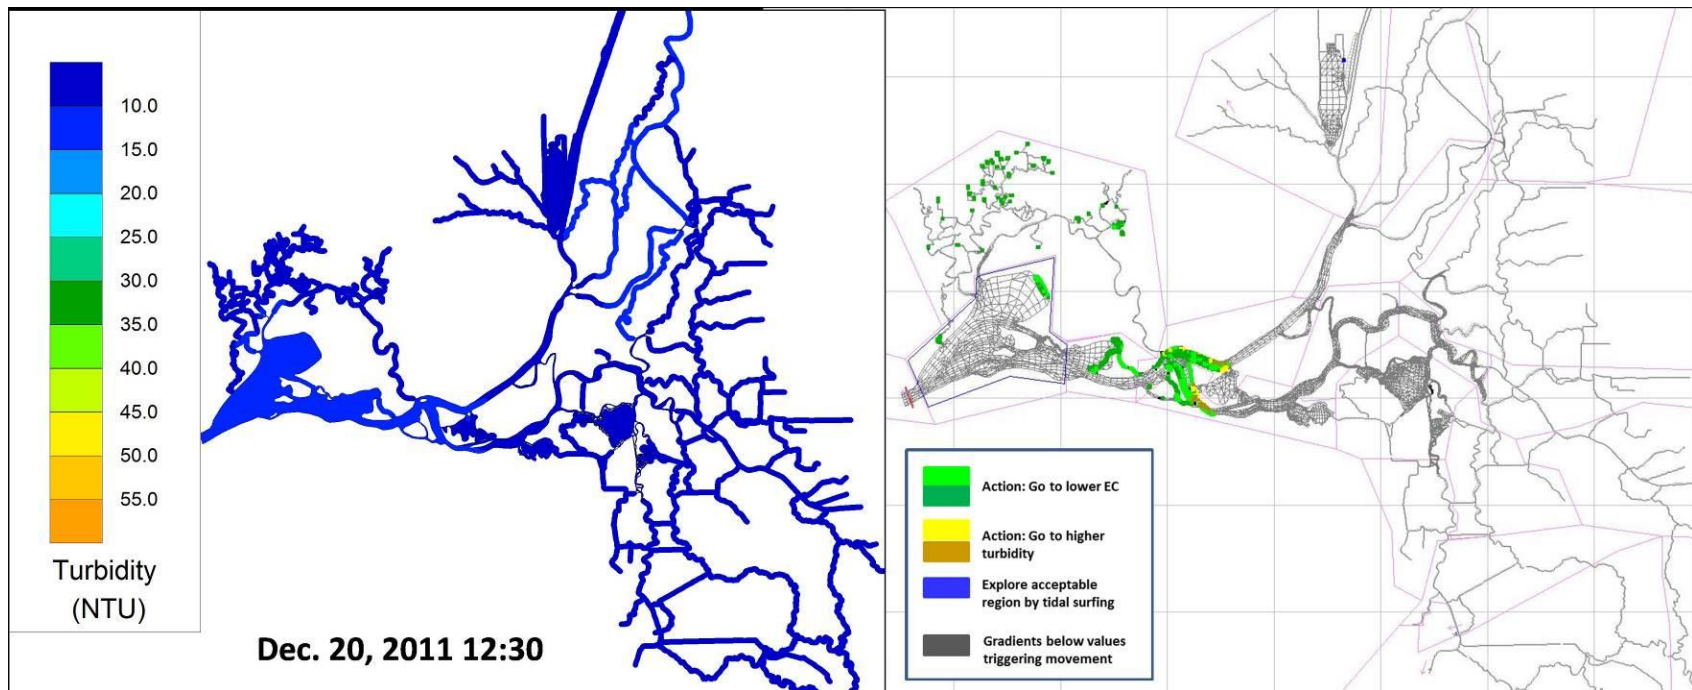 10.0
15.0
20.0
25.0
30.0
35.0
40.0
45.0
50.0
55.0
Turbidity
(NTU)
Dec. 20, 2011 12:30
Action: Go to lower EC
Action: Go to higher
turbidity
Explore acceptable
region by tidal surfing
Gradients below values
triggering movement